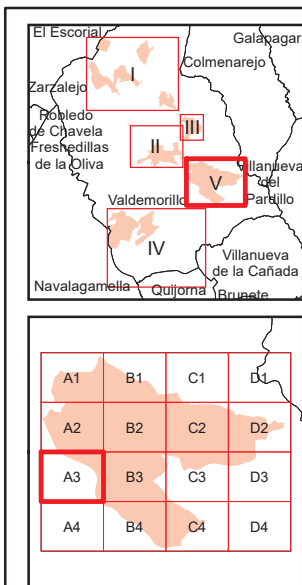 El Escorial
Galapagar
Colmenarejo
I
Zarzalejo
Robledo
de Chavela
III
Fresnedillas
de la Oliva
II
V
Villanueva
del
Pardillo
Valdemorillo
IV
Villanueva
de la Cañada
Navalagamella
Quijorna
Brunete
A1 B1 C1 D1
A2 B2 C2 D2
A3 B3 C3 D3
A4 B4 C4 D4